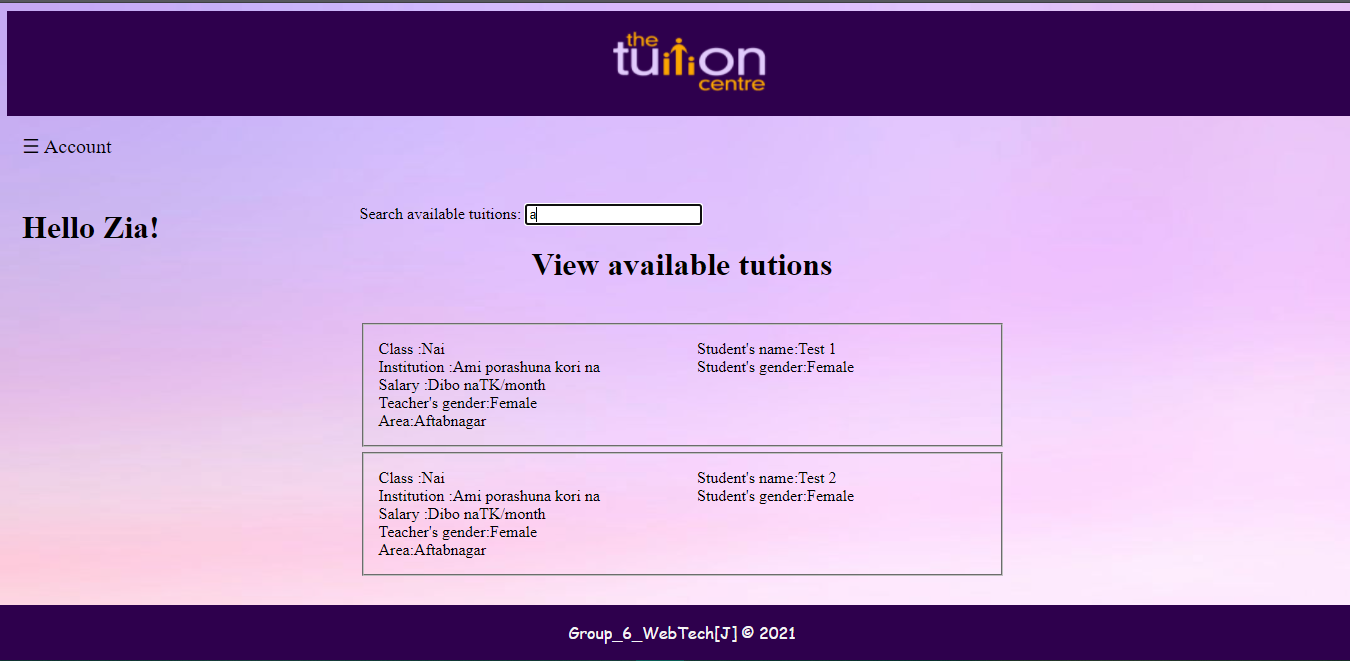 the
tuition
centre
☰ Account
Hello Zia!
Search available tuitions: a
View available tutions
Class :Nai
Institution :Ami porashuna kori na
Salary :Dibo naTK/month
Teacher's gender:Female
Area:Aftabnagar
Student's name:Test 1
Student's gender:Female
Class :Nai
Institution :Ami porashuna kori na
Salary :Dibo naTK/month
Teacher's gender:Female
Area:Aftabnagar
Student's name:Test 2
Student's gender:Female
Group_6_WebTech[J] © 2021